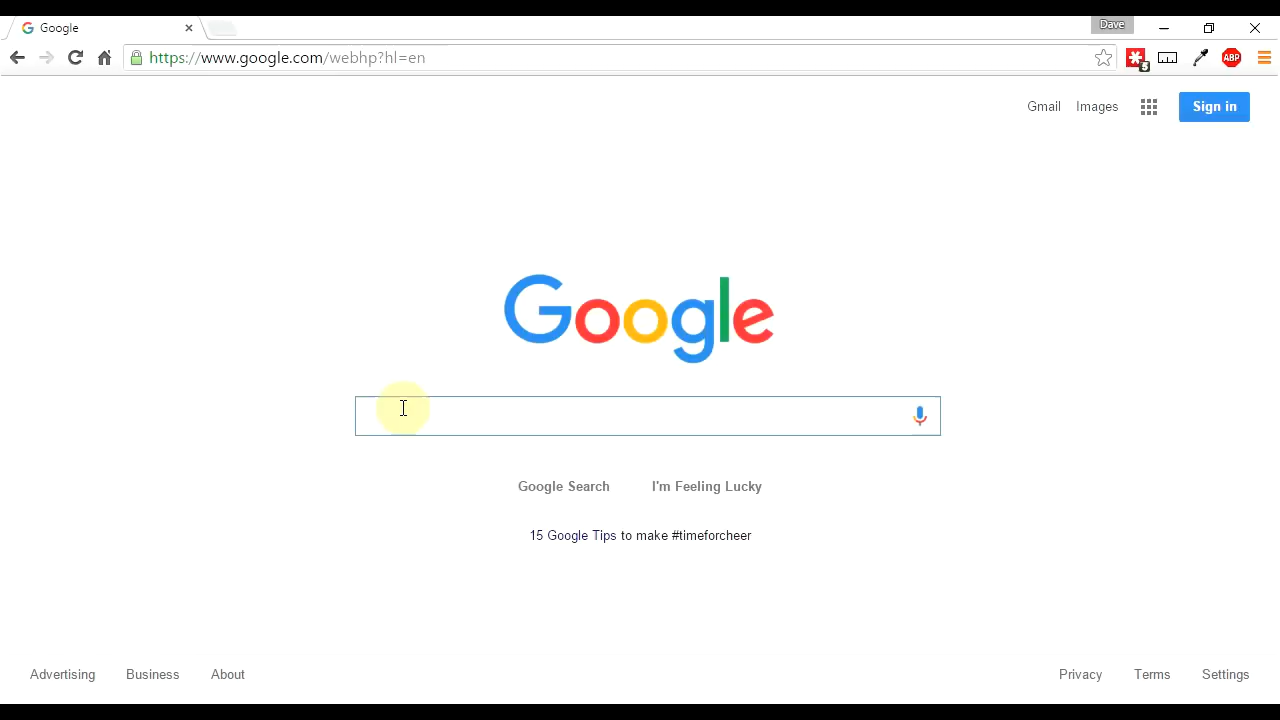 Google
Dave
https://www.google.com/webhp?hl=en
ABP
Gmail Images
Sign in
Google
Google Search I'm Feeling Lucky
15 Google Tips to make #timeforcheer
Advertising Business About
Privacy Terms Settings